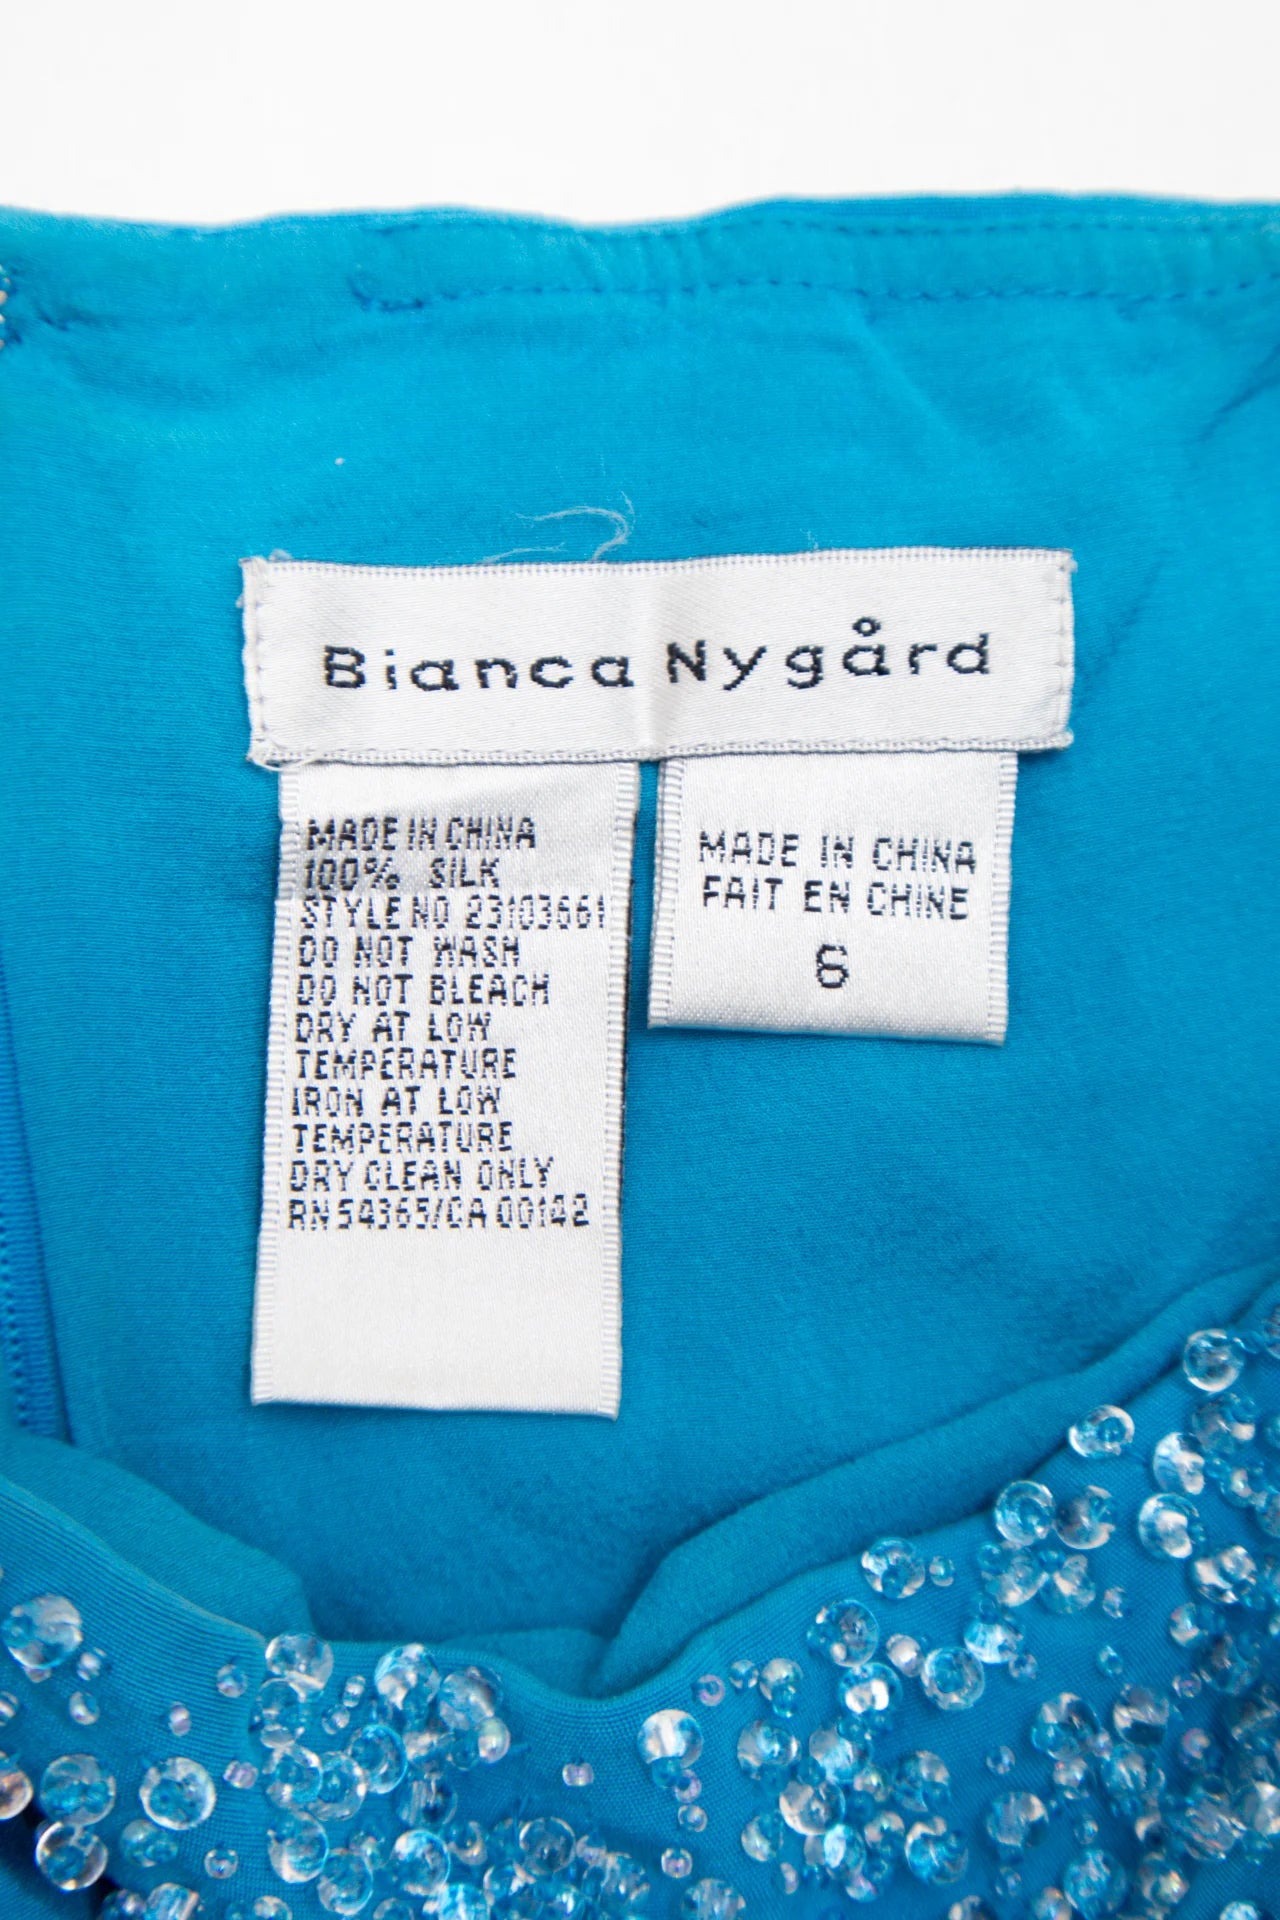 Bianca Nygård
MADE IN CHINA
100% SILK
STYLE NO 23103661
DO NOT WASH
DO NOT BLEACH
DRY AT LOW
TEMPERATURE
IRON AT LOW
TEMPERATURE
DRY CLEAN ONLY
RN 54365/CA 00142
MADE IN CHINA
FAIT EN CHINE
6